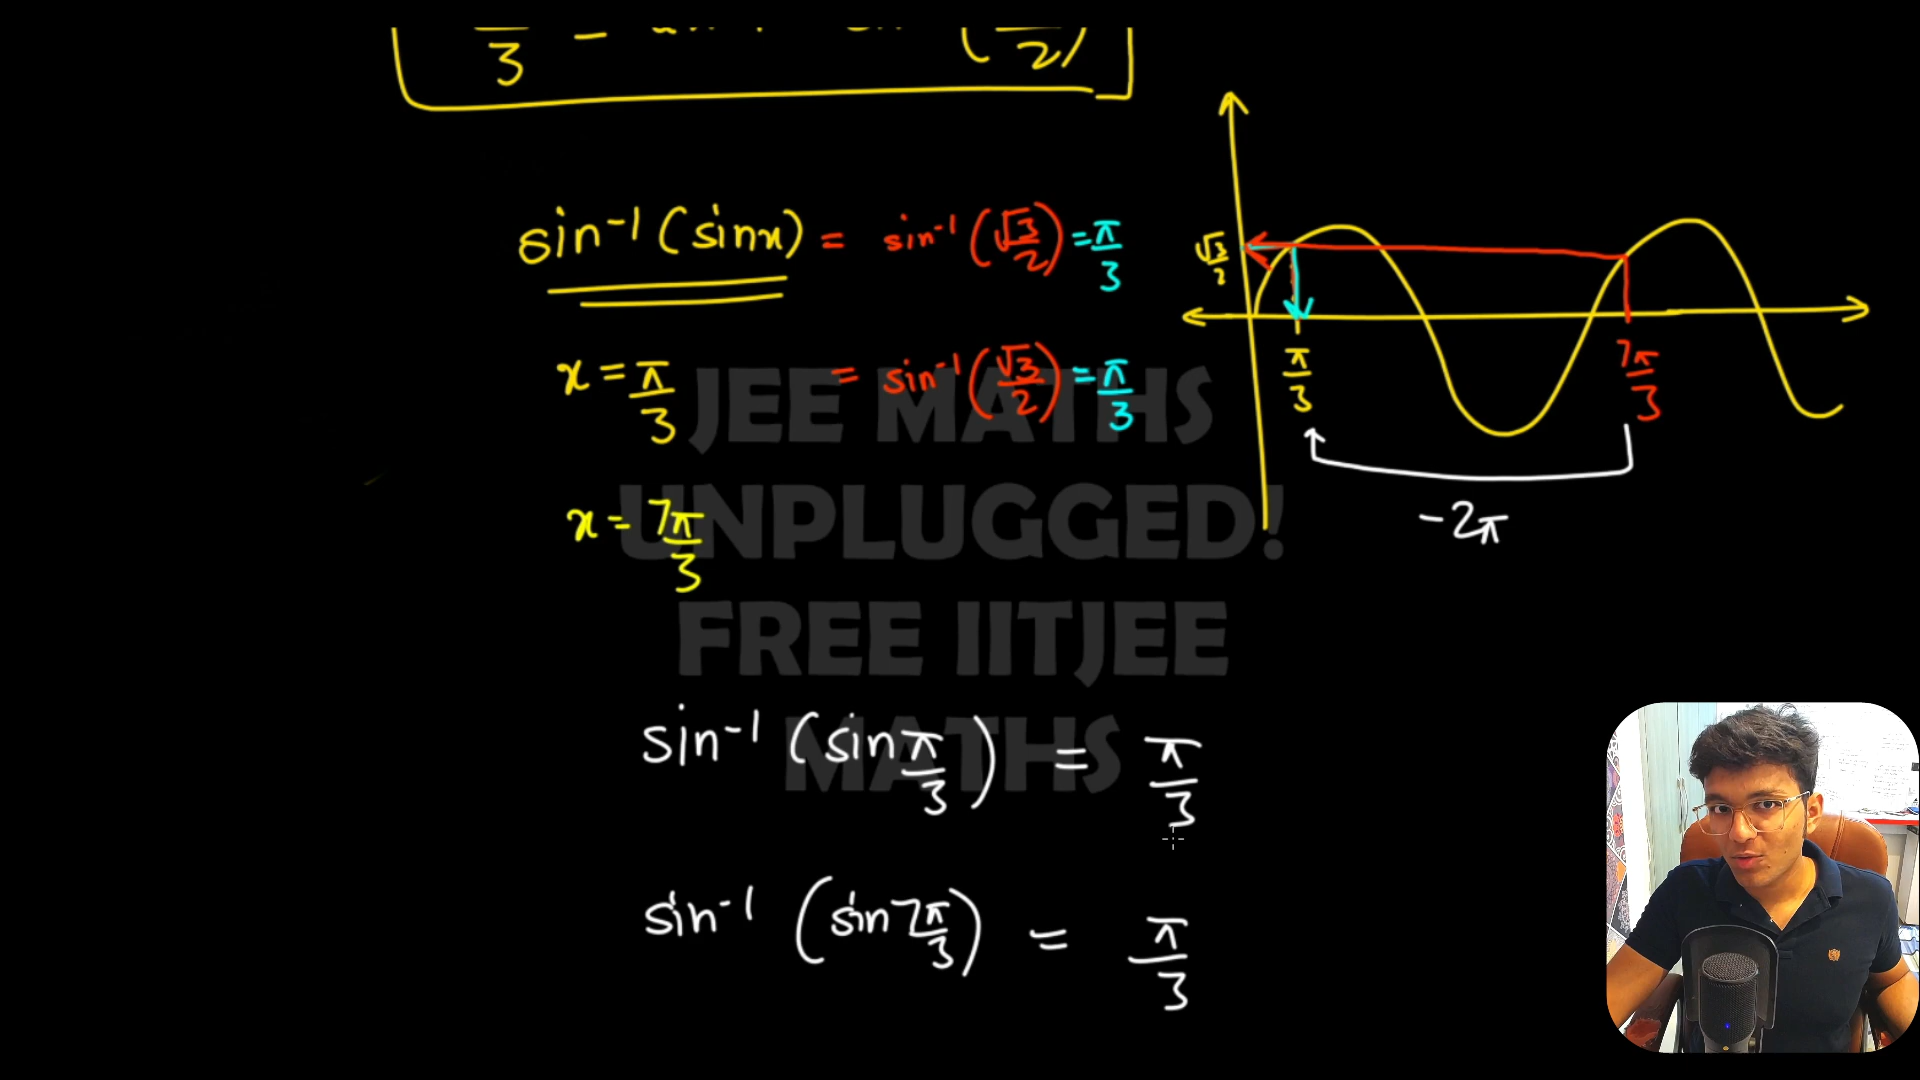 3 2
sin⁻¹(sinx) = sin⁻¹(√3/2) = π/3
x = π/3 = sin⁻¹(√3/2) = π/3
x = 7π/3
√3/2
π/3 7π/3
-2π
JEE MATHS
UNPLUGGED!
FREE IITJEE
MATHS
sin⁻¹(sin π/3) = π/3
sin⁻¹(sin 7π/3) = π/3